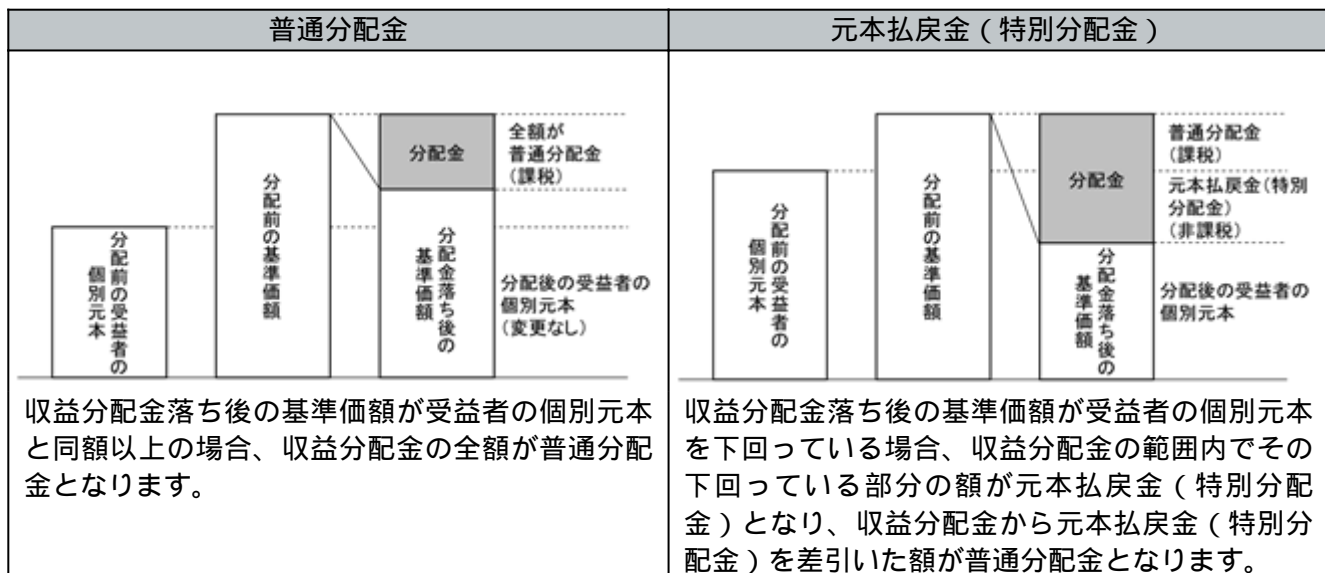 普通分配金
分配前の受益者の
個別元本
分配前の基準価額
分配金
分配金落ち後の
基準価額
全額が
普通分配金
(課税)
分配後の受益者の
個別元本
(変更なし)
収益分配金落ち後の基準価額が受益者の個別元本
と同額以上の場合、収益分配金の全額が普通分配
金となります。
元本払戻金(特別分配金)
分配前の受益者の
個別元本
分配前の基準価額
分配金
分配金落ち後の
基準価額
普通分配金
(課税)
元本払戻金(特別
分配金)
(非課税)
分配後の受益者の
個別元本
収益分配金落ち後の基準価額が受益者の個別元本
を下回っている場合、収益分配金の範囲内でその
下回っている部分の額が元本払戻金(特別分配
金)となり、収益分配金から元本払戻金(特別分
配金)を差引いた額が普通分配金となります。